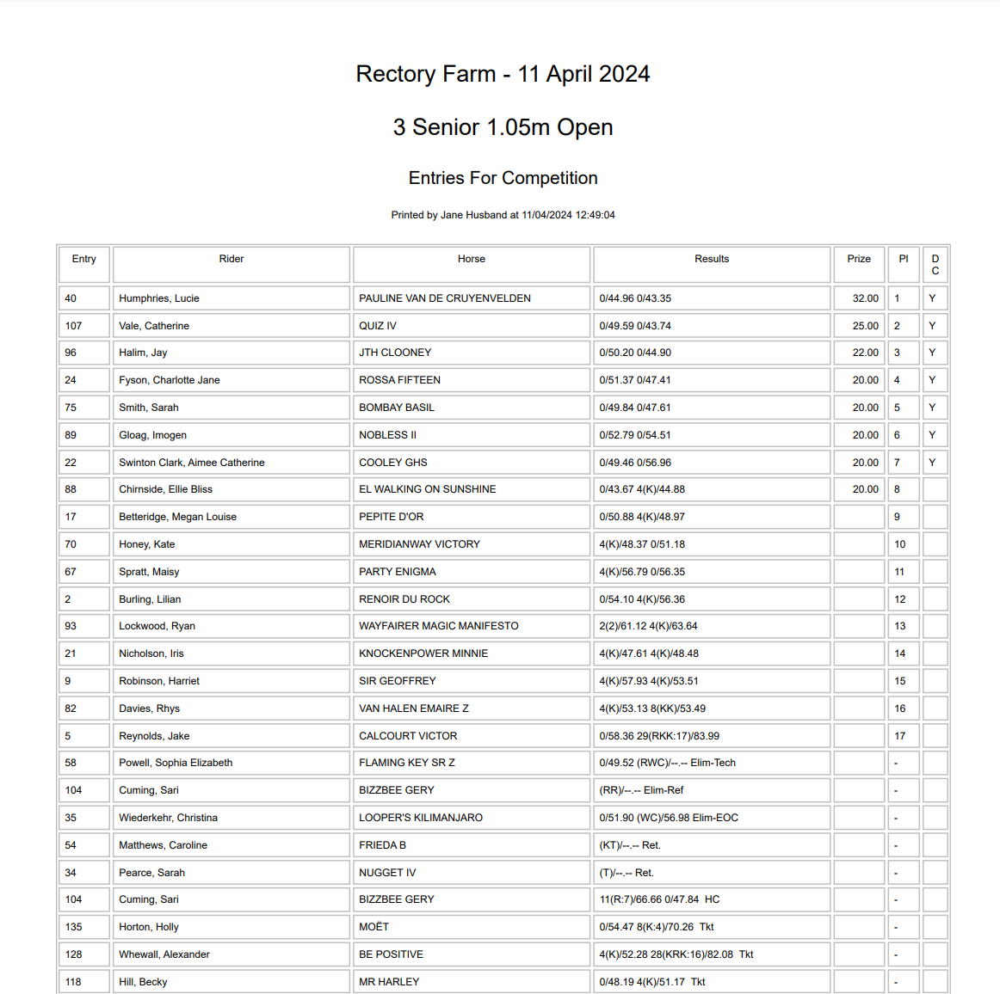 Rectory Farm - 11 April 2024
3 Senior 1.05m Open
Entries For Competition
Printed by Jane Husband at 11/04/2024 12:49:04
Entry Rider Horse Results Prize Pl D C
40 Humphries, Lucie PAULINE VAN DE CRUYENVELDEN 0/44.96 0/43.35 32.00 1 Y
107 Vale, Catherine QUIZ IV 0/49.59 0/43.74 25.00 2 Y
96 Halim, Jay JTH CLOONEY 0/50.20 0/44.90 22.00 3 Y
24 Fyson, Charlotte Jane ROSSA FIFTEEN 0/51.37 0/47.41 20.00 4 Y
75 Smith, Sarah BOMBAY BASIL 0/49.84 0/47.61 20.00 5 Y
89 Gloag, Imogen NOBLESS II 0/52.79 0/54.51 20.00 6 Y
22 Swinton Clark, Aimee Catherine COOLEY GHS 0/49.46 0/56.96 20.00 7 Y
88 Chirnside, Ellie Bliss EL WALKING ON SUNSHINE 0/43.67 4(K)/44.88 20.00 8
17 Betteridge, Megan Louise PEPITE D'OR 0/50.88 4(K)/48.97 9
70 Honey, Kate MERIDIANWAY VICTORY 4(K)/48.37 0/51.18 10
67 Spratt, Maisy PARTY ENIGMA 4(K)/56.79 0/56.35 11
2 Burling, Lilian RENOIR DU ROCK 0/54.10 4(K)/56.36 12
93 Lockwood, Ryan WAYFAIRER MAGIC MANIFESTO 2(2)/61.12 4(K)/63.64 13
21 Nicholson, Iris KNOCKENPOWER MINNIE 4(K)/47.61 4(K)/48.48 14
9 Robinson, Harriet SIR GEOFFREY 4(K)/57.93 4(K)/53.51 15
82 Davies, Rhys VAN HALEN EMAIRE Z 4(K)/53.13 8(KK)/53.49 16
5 Reynolds, Jake CALCOURT VICTOR 0/58.36 29(RKK:17)/83.99 17
58 Powell, Sophia Elizabeth FLAMING KEY SR Z 0/49.52 (RWC)/--.-- Elim-Tech -
104 Cuming, Sari BIZZBEE GERY (RR)/--.-- Elim-Ref -
35 Wiederkehr, Christina LOOPER'S KILIMANJARO 0/51.90 (WC)/56.98 Elim-EOC -
54 Matthews, Caroline FRIEDA B (KT)/--.-- Ret. -
34 Pearce, Sarah NUGGET IV (T)/--.-- Ret. -
104 Cuming, Sari BIZZBEE GERY 11(R:7)/66.66 0/47.84 HC -
135 Horton, Holly MOËT 0/54.47 8(K:4)/70.26 Tkt -
128 Whewall, Alexander BE POSITIVE 4(K)/52.28 28(KRK:16)/82.08 Tkt -
118 Hill, Becky MR HARLEY 0/48.19 4(K)/51.17 Tkt -